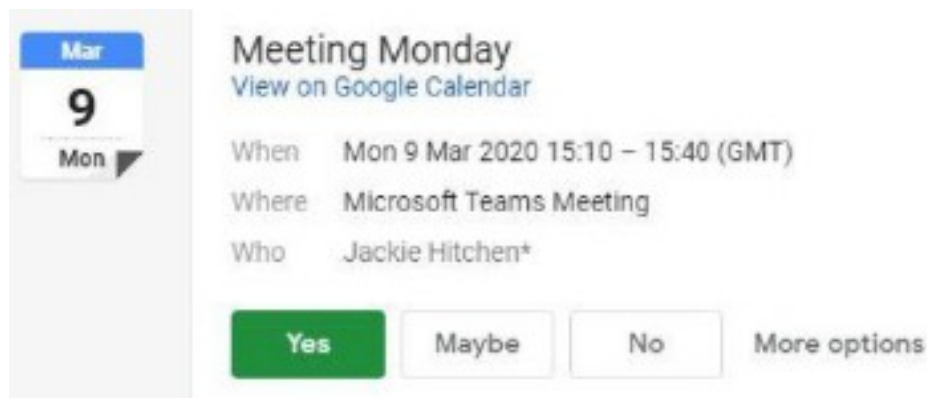 Mar
9
Mon
Meeting Monday
View on Google Calendar
When Mon 9 Mar 2020 15:10 – 15:40 (GMT)
Where Microsoft Teams Meeting
Who Jackie Hitchen*
Yes Maybe No More options